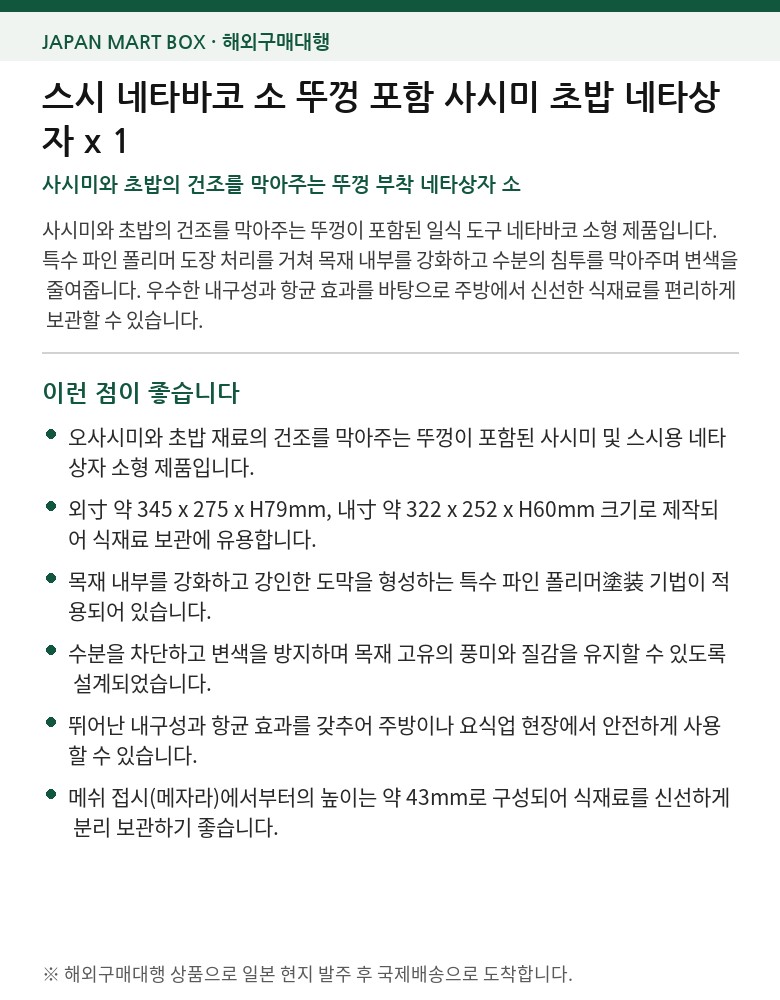 JAPAN MART BOX · 해외구매대행
스시 네타바코 소 뚜껑 포함 사시미 초밥 네타상
자 x 1
사시미와 초밥의 건조를 막아주는 뚜껑 부착 네타상자 소
사시미와 초밥의 건조를 막아주는 뚜껑이 포함된 일식 도구 네타바코 소형 제품입니다.
특수 파인 폴리머 도장 처리를 거쳐 목재 내부를 강화하고 수분의 침투를 막아주며 변색을
줄여줍니다. 우수한 내구성과 항균 효과를 바탕으로 주방에서 신선한 식재료를 편리하게
보관할 수 있습니다.
이런 점이 좋습니다
● 오사시미와 초밥 재료의 건조를 막아주는 뚜껑이 포함된 사시미 및 스시용 네타
상자 소형 제품입니다.
● 외寸 약 345 x 275 x H79mm, 내寸 약 322 x 252 x H60mm 크기로 제작되
어 식재료 보관에 유용합니다.
● 목재 내부를 강화하고 강인한 도막을 형성하는 특수 파인 폴리머塗装 기법이 적
용되어 있습니다.
● 수분을 차단하고 변색을 방지하며 목재 고유의 풍미와 질감을 유지할 수 있도록
설계되었습니다.
● 뛰어난 내구성과 항균 효과를 갖추어 주방이나 요식업 현장에서 안전하게 사용
할 수 있습니다.
● 메쉬 접시(메자라)에서부터의 높이는 약 43mm로 구성되어 식재료를 신선하게
분리 보관하기 좋습니다.
※ 해외구매대행 상품으로 일본 현지 발주 후 국제배송으로 도착합니다.